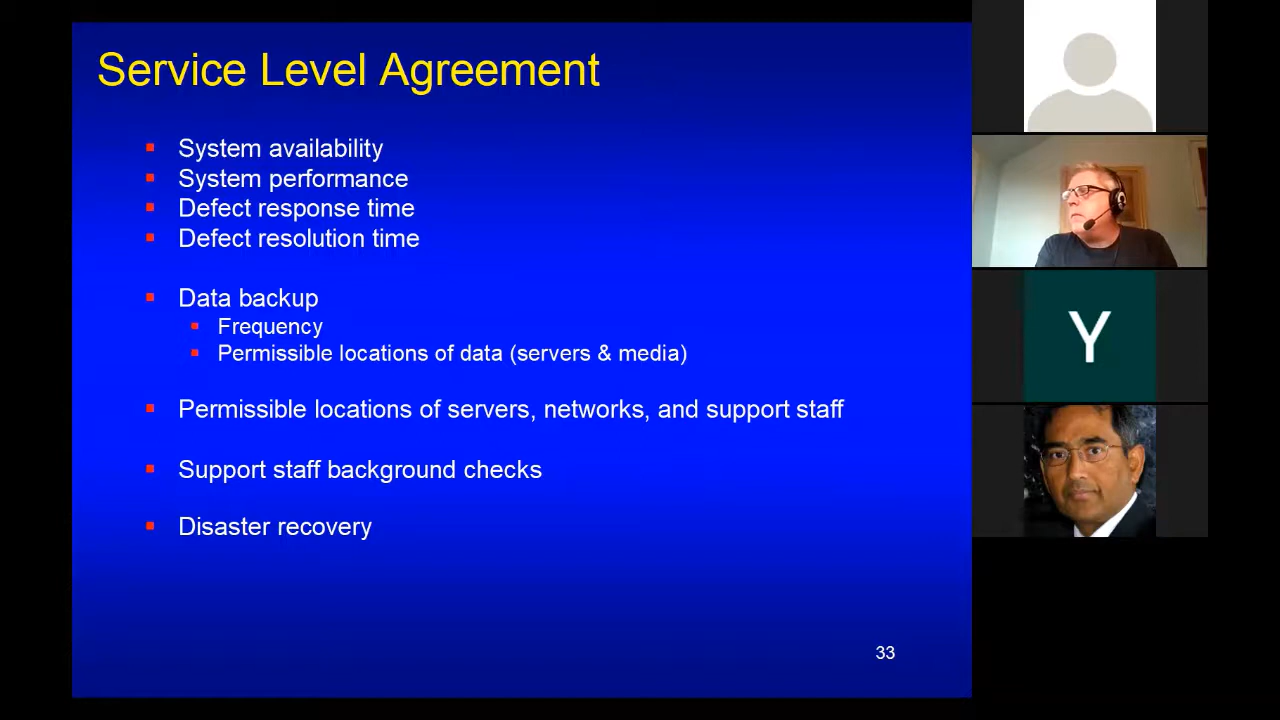 Service Level Agreement
System availability
System performance
Defect response time
Defect resolution time
Data backup
Frequency
Permissible locations of data (servers & media)
Permissible locations of servers, networks, and support staff
Support staff background checks
Disaster recovery
33
Y